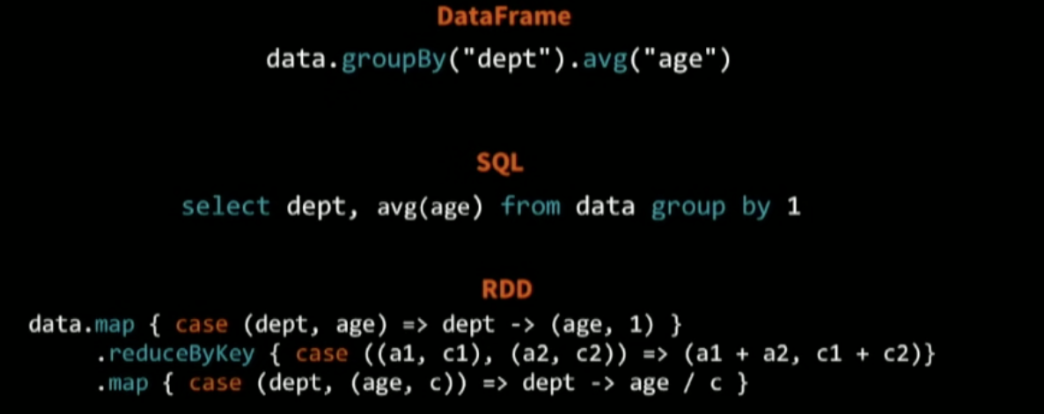 DataFrame
data.groupBy("dept").avg("age")
SQL
select dept, avg(age) from data group by 1
RDD
data.map { case (dept, age) => dept -> (age, 1) }
.reduceByKey { case ((a1, c1), (a2, c2)) => (a1 + a2, c1 + c2)}
.map { case (dept, (age, c)) => dept -> age / c }